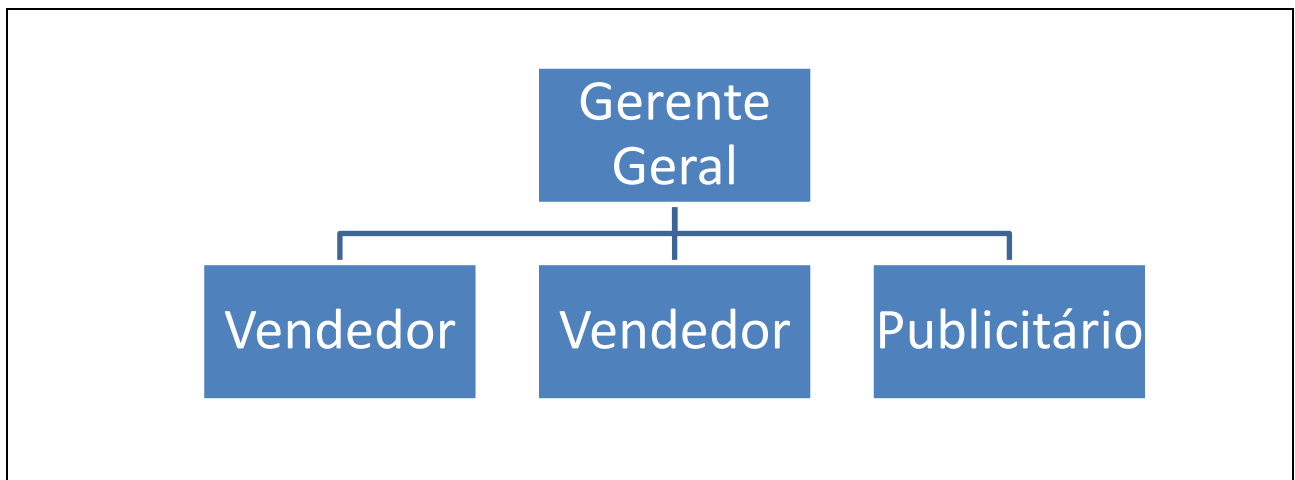 Gerente
Geral
Vendedor
Vendedor
Publicitário